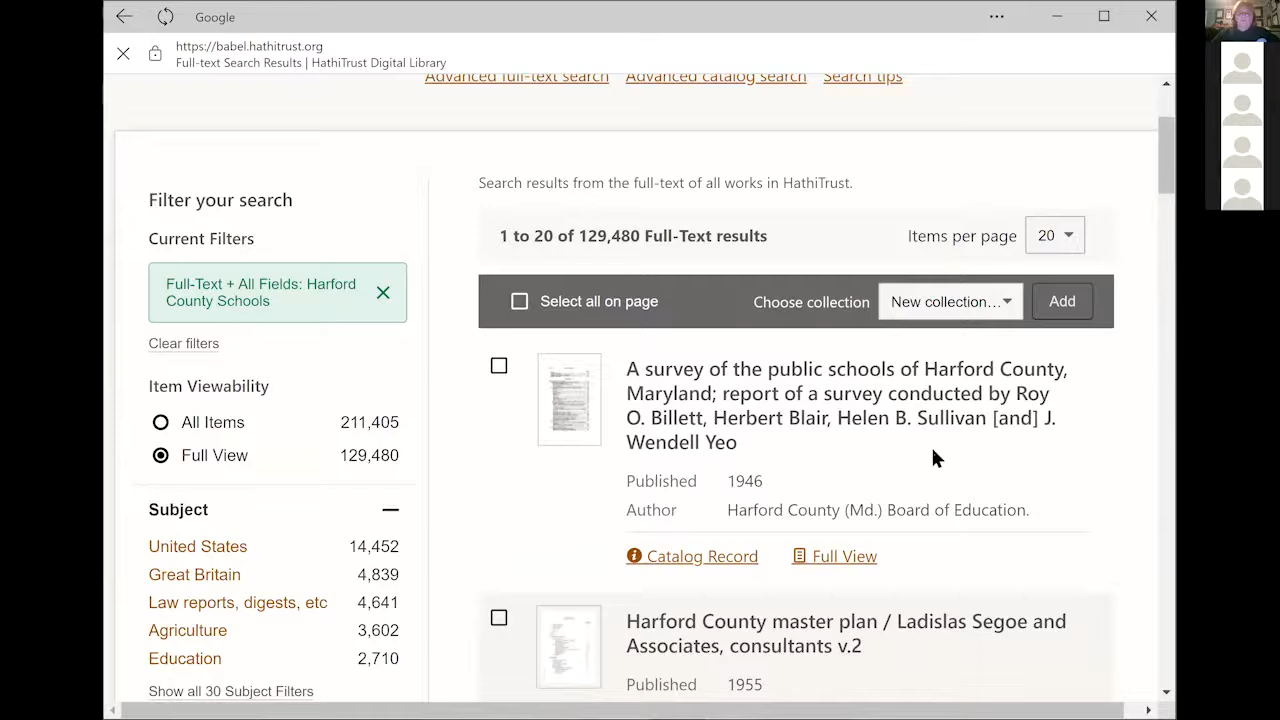 Google
https://babel.hathitrust.org
Full-text Search Results | HathiTrust Digital Library
Advanced full-text search Advanced catalog search Search tips
Filter your search
Current Filters
Full-Text + All Fields: Harford
County Schools
Clear filters
Item Viewability
All Items 211,405
Full View 129,480
Subject
United States 14,452
Great Britain 4,839
Law reports, digests, etc 4,641
Agriculture 3,602
Education 2,710
Show all 30 Subject Filters
Search results from the full-text of all works in HathiTrust.
1 to 20 of 129,480 Full-Text results
Items per page 20
Select all on page
Choose collection New collection... Add
A survey of the public schools of Harford County,
Maryland; report of a survey conducted by Roy
O. Billett, Herbert Blair, Helen B. Sullivan [and] J.
Wendell Yeo
Published 1946
Author Harford County (Md.) Board of Education.
Catalog Record Full View
Harford County master plan / Ladislas Segoe and
Associates, consultants v.2
Published 1955